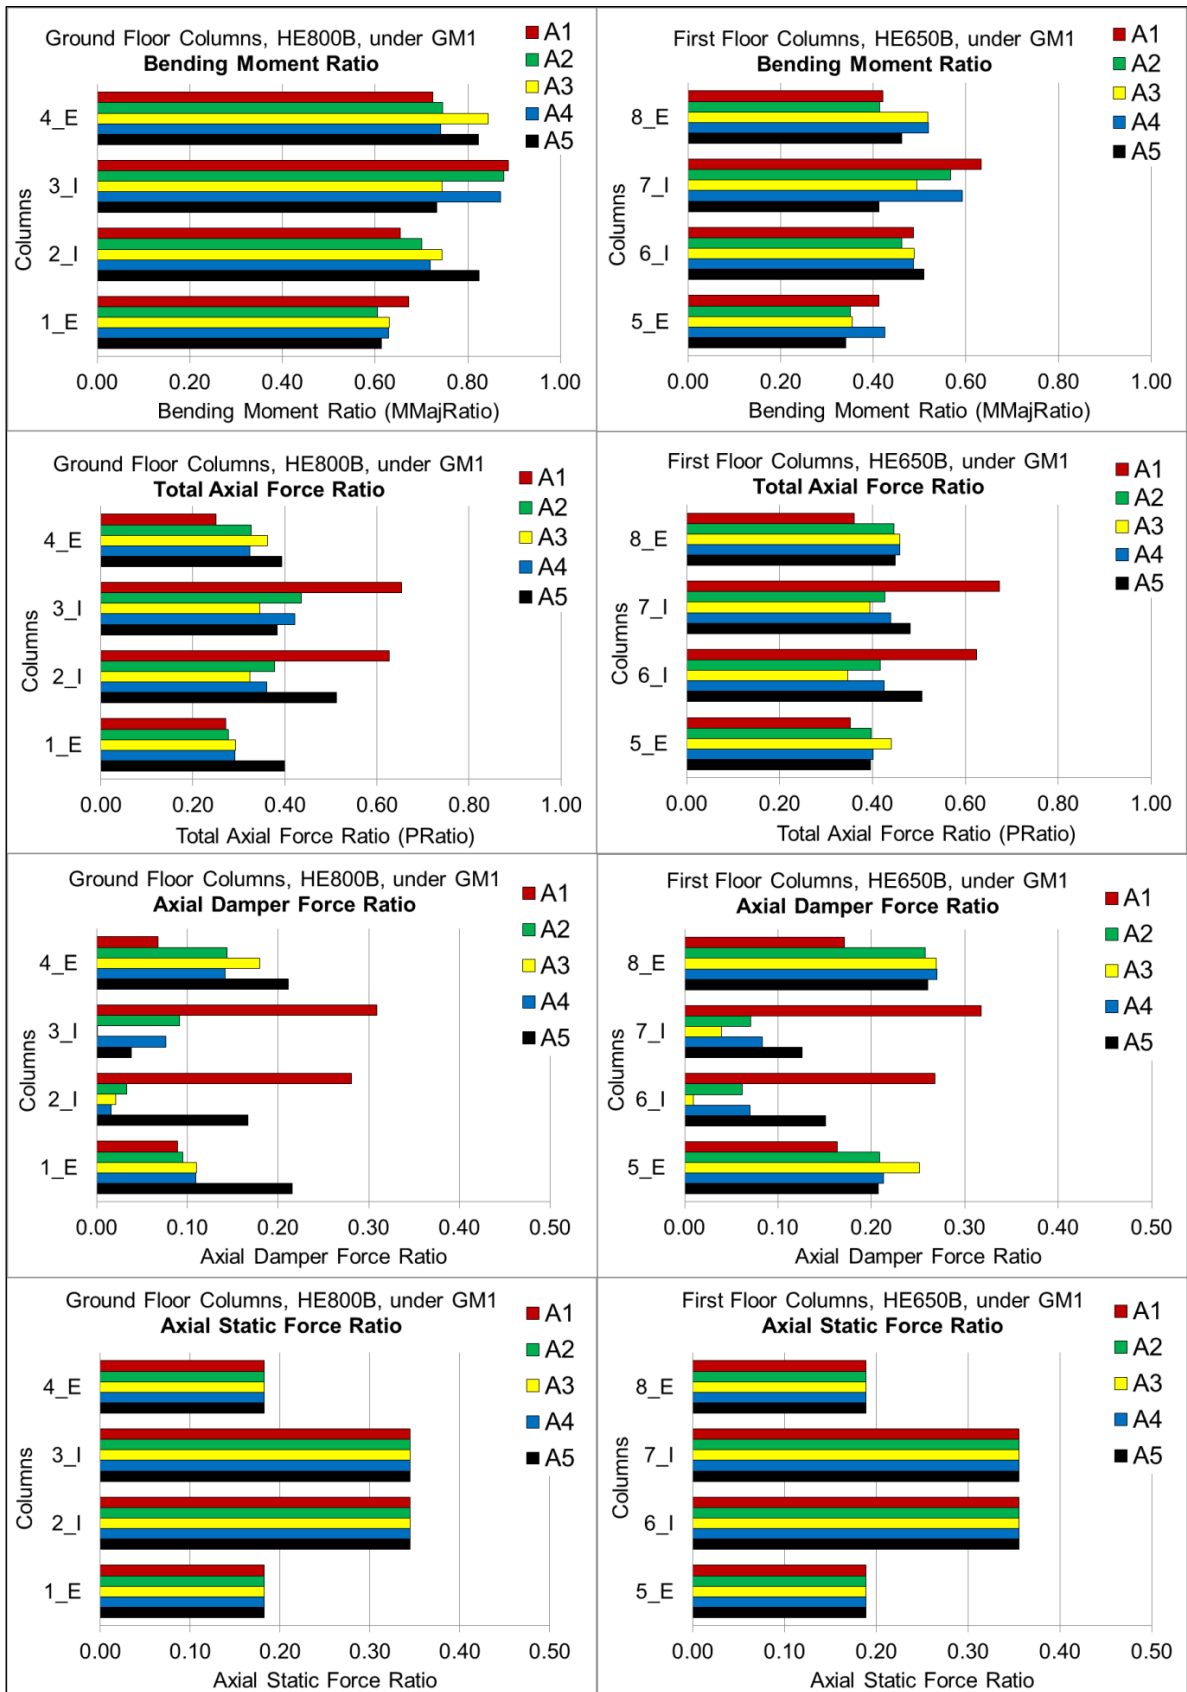 Ground Floor Columns, HE800B, under GM1
Bending Moment Ratio
A1
A2
A3
A4
A5
Columns
4_E
3_I
2_I
1_E
0.00 0.20 0.40 0.60 0.80 1.00
Bending Moment Ratio (MMajRatio)
First Floor Columns, HE650B, under GM1
Bending Moment Ratio
A1
A2
A3
A4
A5
Columns
8_E
7_I
6_I
5_E
0.00 0.20 0.40 0.60 0.80 1.00
Bending Moment Ratio (MMajRatio)
Ground Floor Columns, HE800B, under GM1
Total Axial Force Ratio
A1
A2
A3
A4
A5
Columns
4_E
3_I
2_I
1_E
0.00 0.20 0.40 0.60 0.80 1.00
Total Axial Force Ratio (PRatio)
First Floor Columns, HE650B, under GM1
Total Axial Force Ratio
A1
A2
A3
A4
A5
Columns
8_E
7_I
6_I
5_E
0.00 0.20 0.40 0.60 0.80 1.00
Total Axial Force Ratio (PRatio)
Ground Floor Columns, HE800B, under GM1
Axial Damper Force Ratio
A1
A2
A3
A4
A5
Columns
4_E
3_I
2_I
1_E
0.00 0.10 0.20 0.30 0.40 0.50
Axial Damper Force Ratio
First Floor Columns, HE650B, under GM1
Axial Damper Force Ratio
A1
A2
A3
A4
A5
Columns
8_E
7_I
6_I
5_E
0.00 0.10 0.20 0.30 0.40 0.50
Axial Damper Force Ratio
Ground Floor Columns, HE800B, under GM1
Axial Static Force Ratio
A1
A2
A3
A4
A5
Columns
4_E
3_I
2_I
1_E
0.00 0.10 0.20 0.30 0.40 0.50
Axial Static Force Ratio
First Floor Columns, HE650B, under GM1
Axial Static Force Ratio
A1
A2
A3
A4
A5
Columns
8_E
7_I
6_I
5_E
0.00 0.10 0.20 0.30 0.40 0.50
Axial Static Force Ratio